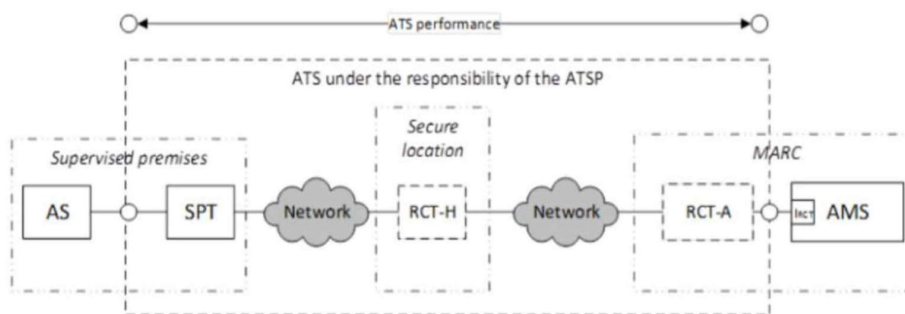 ATS performance
ATS under the responsibility of the ATSP
Secure
location
Supervised premises
MARC
AS
SPT
Network
RCT-H
Network
RCT-A
IRCT
AMS